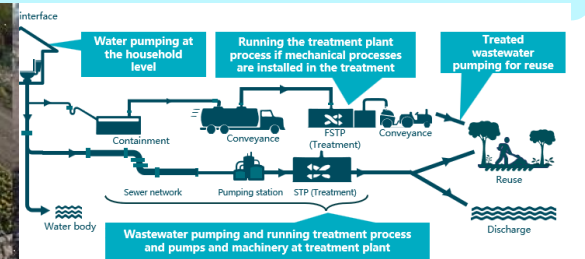 interface
Water pumping at
the household
level
Running the treatment plant
process if mechanical processes
are installed in the treatment
Treated
wastewater
pumping for reuse
Containment
Conveyance
FSTP
(Treatment)
Conveyance
Reuse
Sewer network
Pumping station
STP (Treatment)
Water body
Discharge
Wastewater pumping and running treatment process
and pumps and machinery at treatment plant